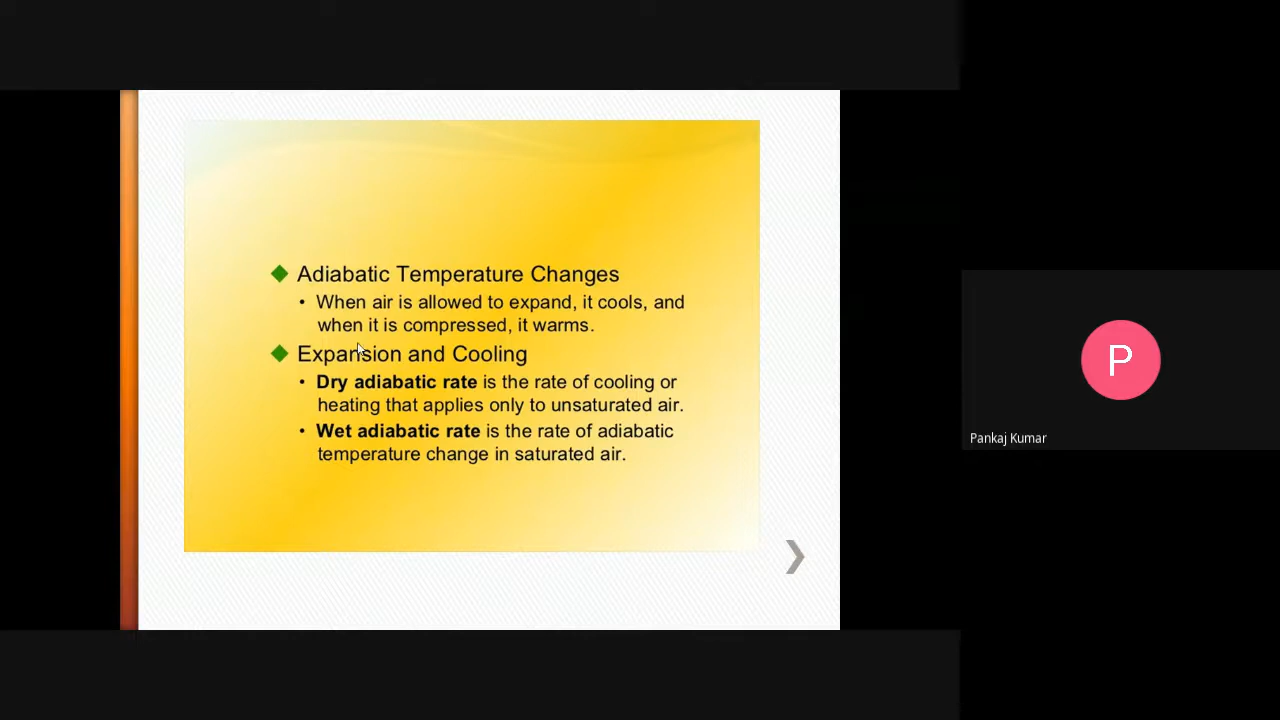 Adiabatic Temperature Changes
• When air is allowed to expand, it cools, and
when it is compressed, it warms.
Expansion and Cooling
• Dry adiabatic rate is the rate of cooling or
heating that applies only to unsaturated air.
• Wet adiabatic rate is the rate of adiabatic
temperature change in saturated air.
P
Pankaj Kumar